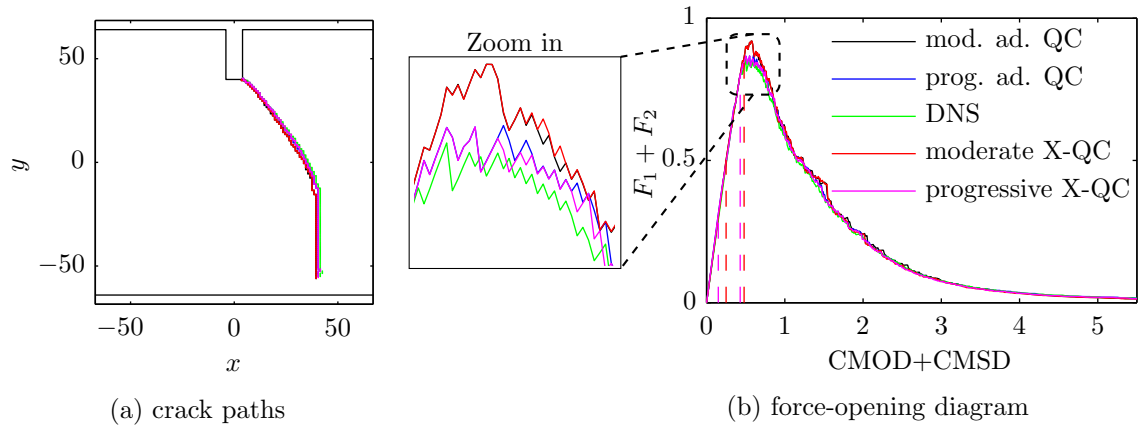 50
0
−50
y
−50
0
50
x
(a) crack paths
Zoom in
1
0.5
0
F1 + F2
mod. ad. QC
prog. ad. QC
DNS
moderate X-QC
progressive X-QC
0
1
2
3
4
5
CMOD+CMSD
(b) force-opening diagram